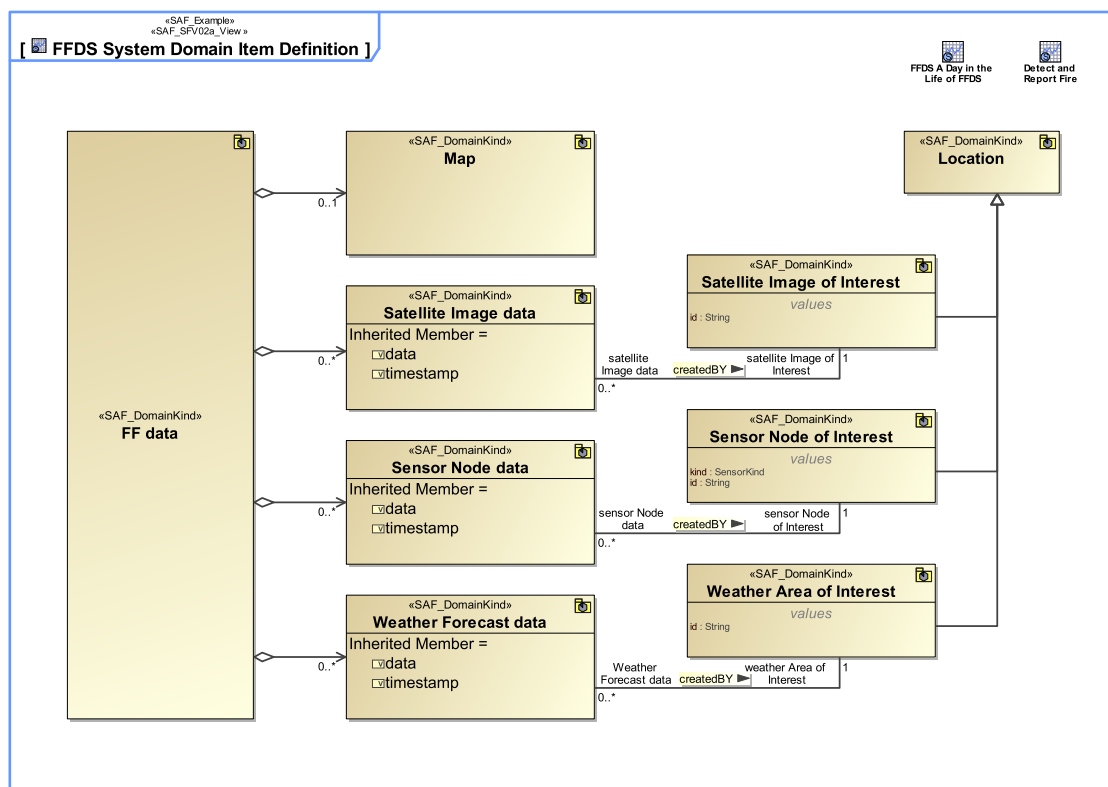 «SAF_Example»
«SAF_SFV02a_View »
[ FFDS System Domain Item Definition ]
FFDS A Day in the
Life of FFDS
Detect and
Report Fire
«SAF_DomainKind»
FF data
«SAF_DomainKind»
Map
0..1
«SAF_DomainKind»
Location
«SAF_DomainKind»
Satellite Image data
Inherited Member =
v data
v timestamp
0..*
«SAF_DomainKind»
Satellite Image of Interest
values
id : String
satellite
Image data
createdBY
satellite Image of
Interest
1
0..*
«SAF_DomainKind»
Sensor Node data
Inherited Member =
v data
v timestamp
0..*
«SAF_DomainKind»
Sensor Node of Interest
values
kind : SensorKind
id : String
sensor Node
data
createdBY
sensor Node
of Interest
1
0..*
«SAF_DomainKind»
Weather Forecast data
Inherited Member =
v data
v timestamp
0..*
«SAF_DomainKind»
Weather Area of Interest
values
id : String
Weather
Forecast data
createdBY
weather Area of
Interest
1
0..*